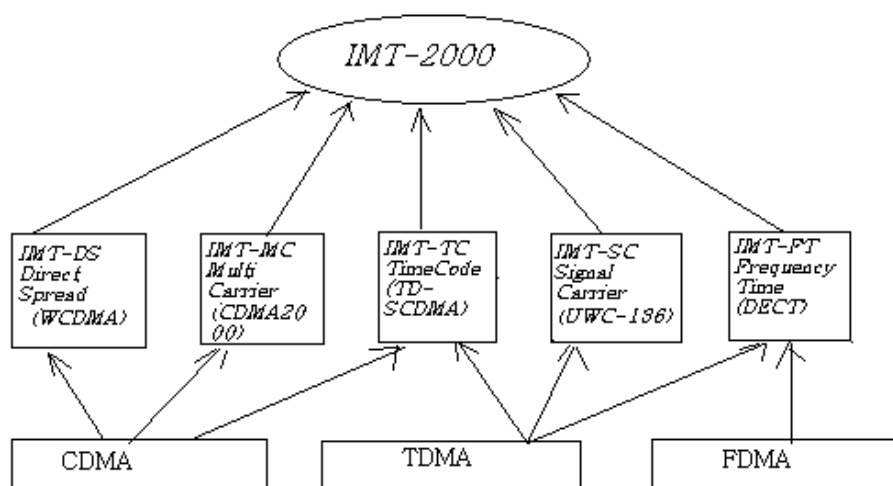 IMT-2000
IMT-DS
Direct
Spread
(WCDMA)
IMT-MC
Multi
Carrier
(CDMA20
00)
IMT-TC
TimeCode
(TD-
SCDMA)
IMT-SC
Signal
Carrier
(UWC-136)
IMT-FT
Frequency
Time
(DECT)
CDMA
TDMA
FDMA